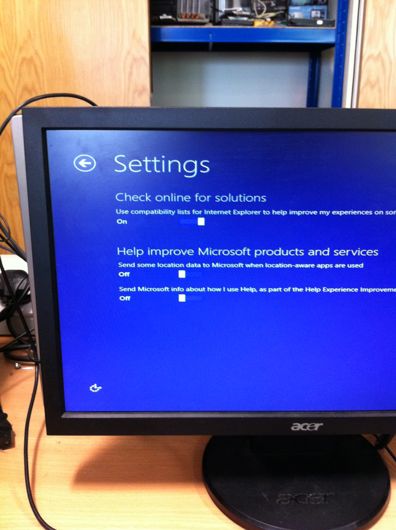 Settings
Check online for solutions
Use compatibility lists for Internet Explorer to help improve my experiences on
On
Help improve Microsoft products and services
Send some location data to Microsoft when location-aware apps are used
Off
Send Microsoft info about how I use Help, as part of the Help Experience
Off
acer
acer